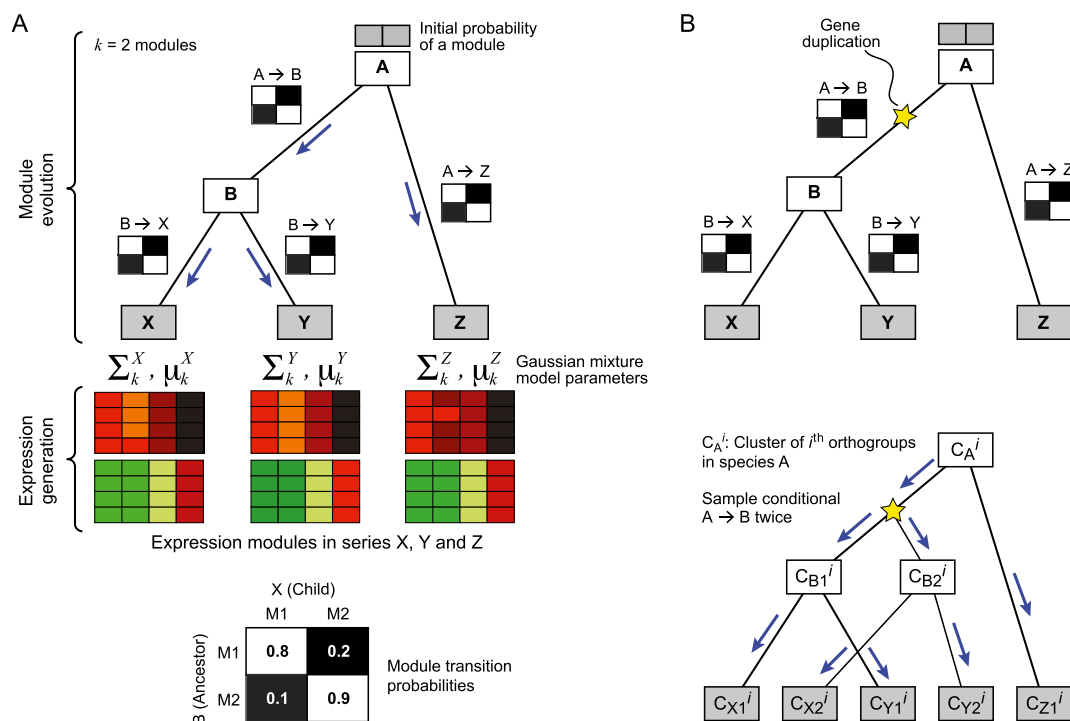 A
k = 2 modules
Initial probability
of a module
A
A → B
B
A → Z
B → X
B → Y
X
Y
Z
Module
evolution
Σ_k^X , μ_k^X
Σ_k^Y , μ_k^Y
Σ_k^Z , μ_k^Z
Gaussian mixture
model parameters
Expression
generation
Expression modules in series X, Y and Z
X (Child)
M1 M2
B (Ancestor)
M1 0.8 0.2
M2 0.1 0.9
Module transition
probabilities
B
Gene
duplication
A
A → B
B
A → Z
B → X
B → Y
X
Y
Z
C_A^i: Cluster of i^th orthogroups
in species A
C_A^i
Sample conditional
A → B twice
C_B1^i
C_B2^i
C_X1^i
C_X2^i
C_Y1^i
C_Y2^i
C_Z1^i